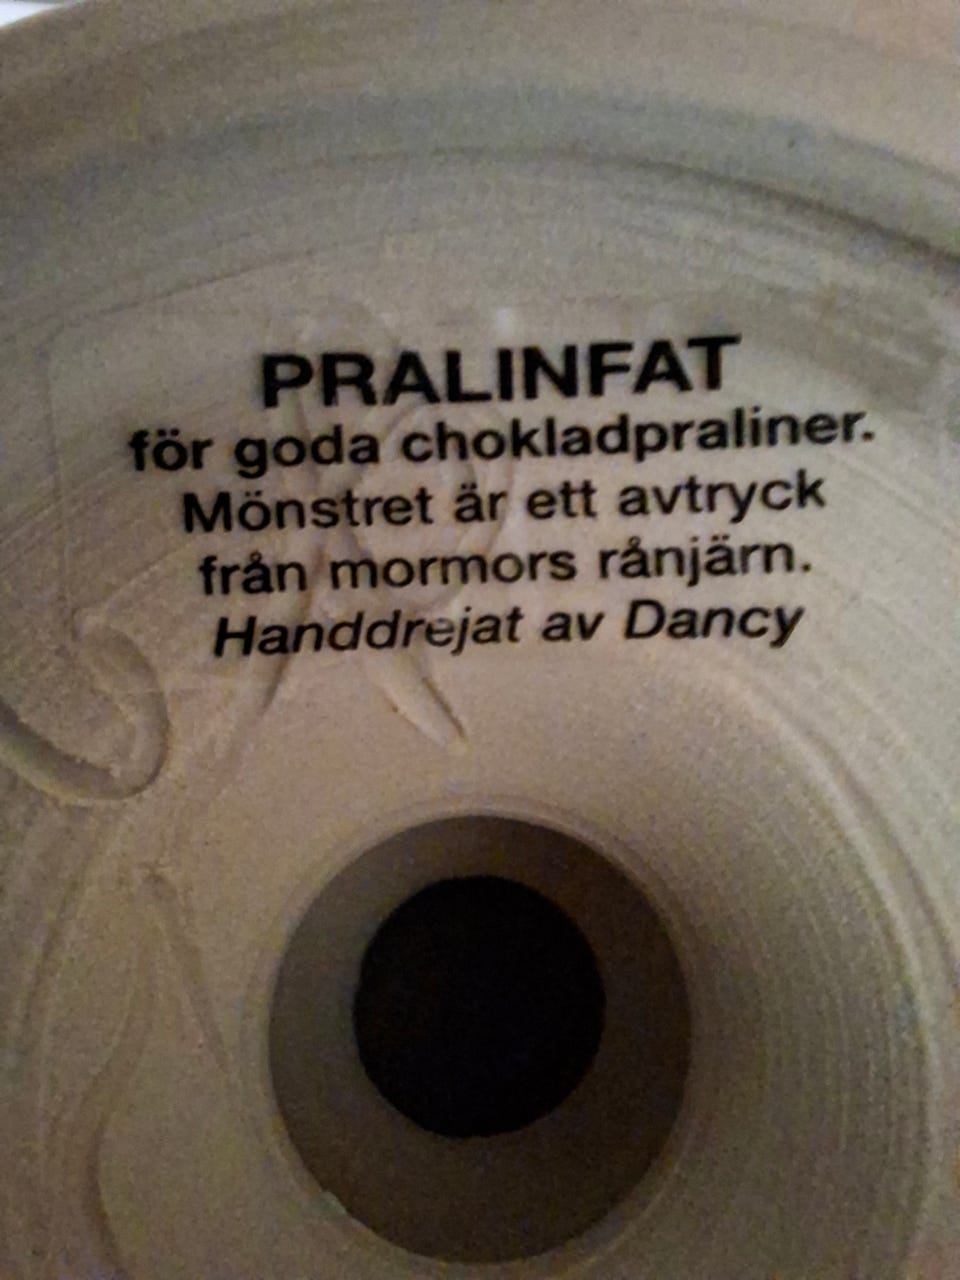 PRALINFAT
för goda chokladpraliner.
Mönstret är ett avtryck
från mormors rånjärn.
Handdrejat av Dancy